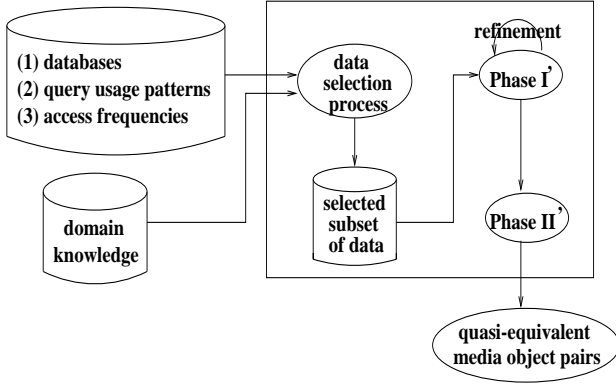 (1) databases
(2) query usage patterns
(3) access frequencies
domain
knowledge
data
selection
process
selected
subset
of data
refinement
Phase I'
Phase II'
quasi-equivalent
media object pairs